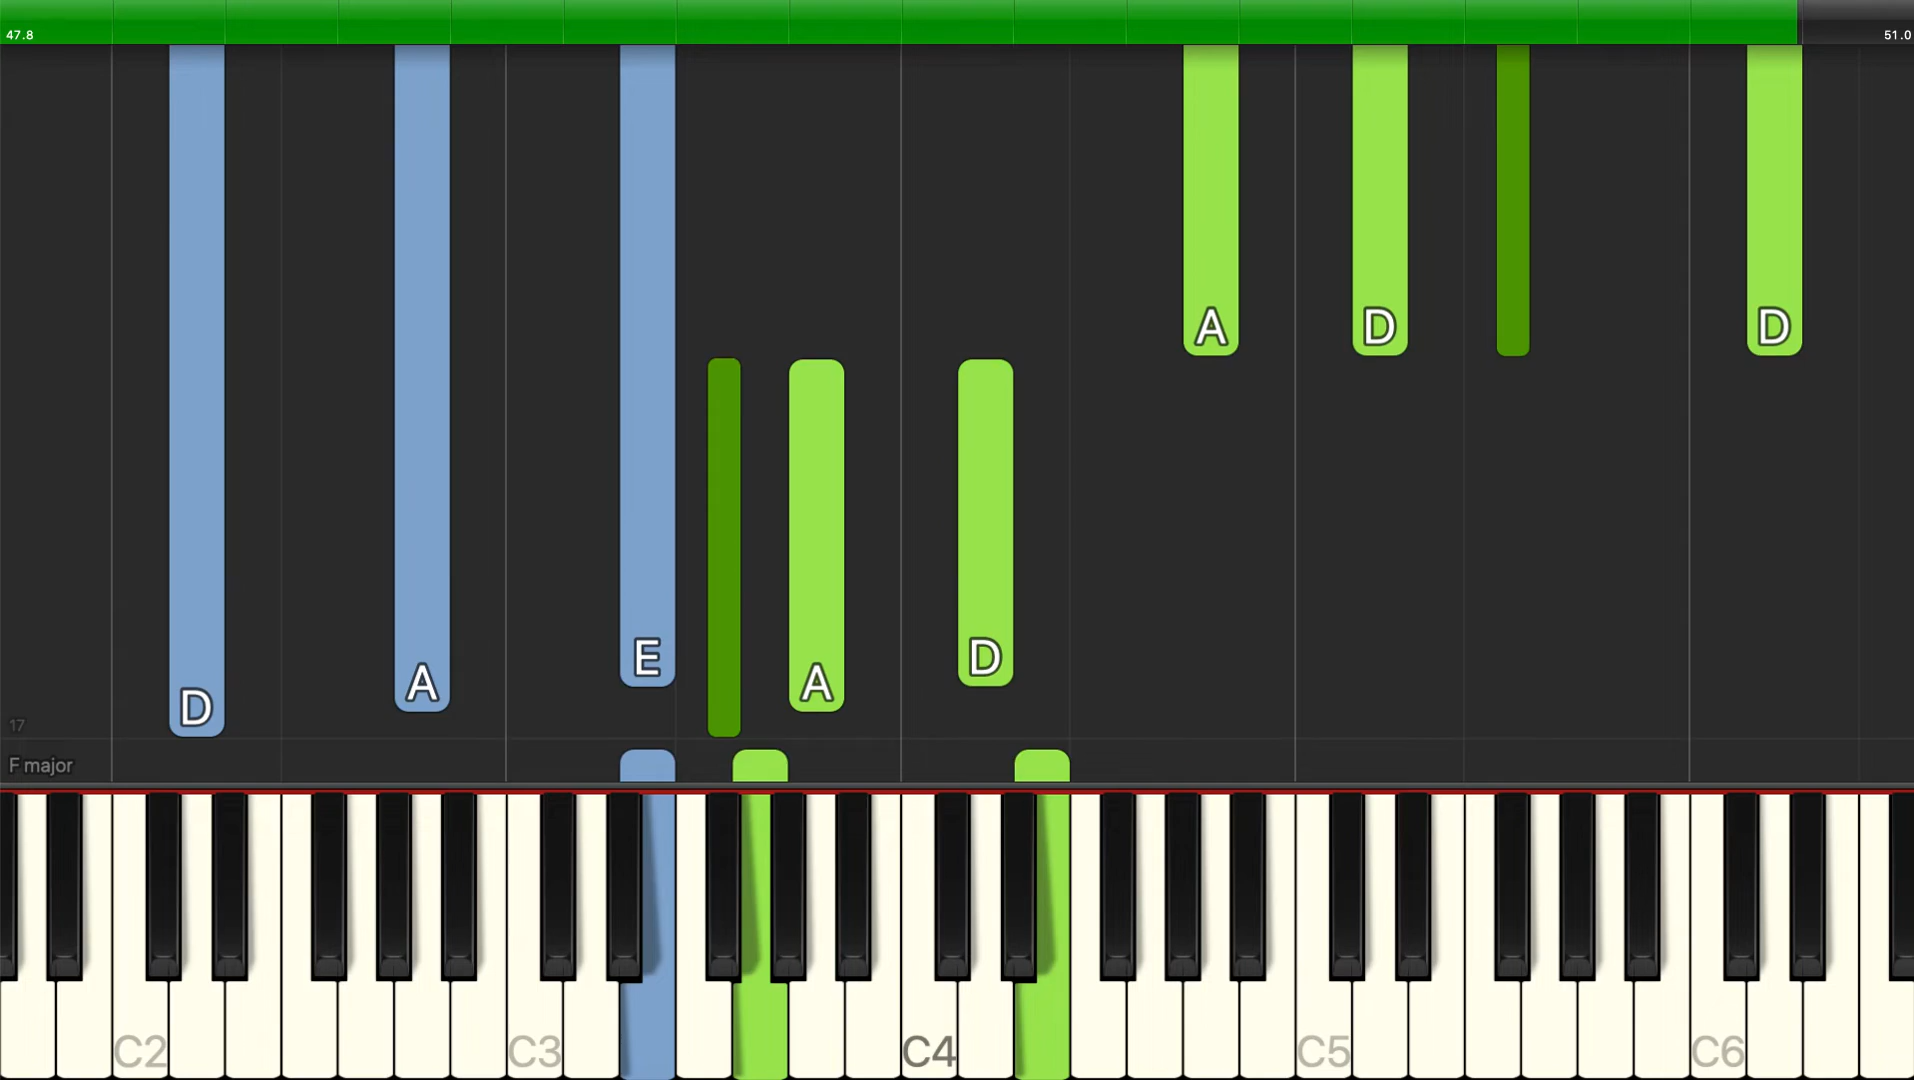 47.8
51.0
A D D
E D
A A
D
17
F major
C2 C3 C4 C5 C6